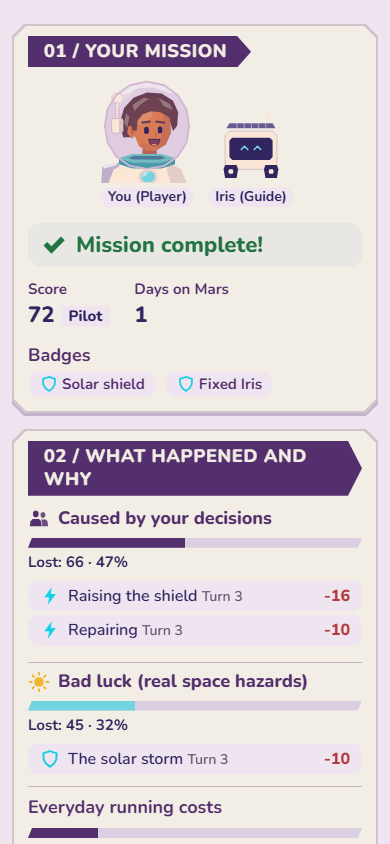 01 / YOUR MISSION
You (Player)
Iris (Guide)
Mission complete!
Score
Days on Mars
72 Pilot
1
Badges
Solar shield
Fixed Iris
02 / WHAT HAPPENED AND
WHY
Caused by your decisions
Lost: 66 · 47%
Raising the shield Turn 3 -16
Repairing Turn 3 -10
Bad luck (real space hazards)
Lost: 45 · 32%
The solar storm Turn 3 -10
Everyday running costs